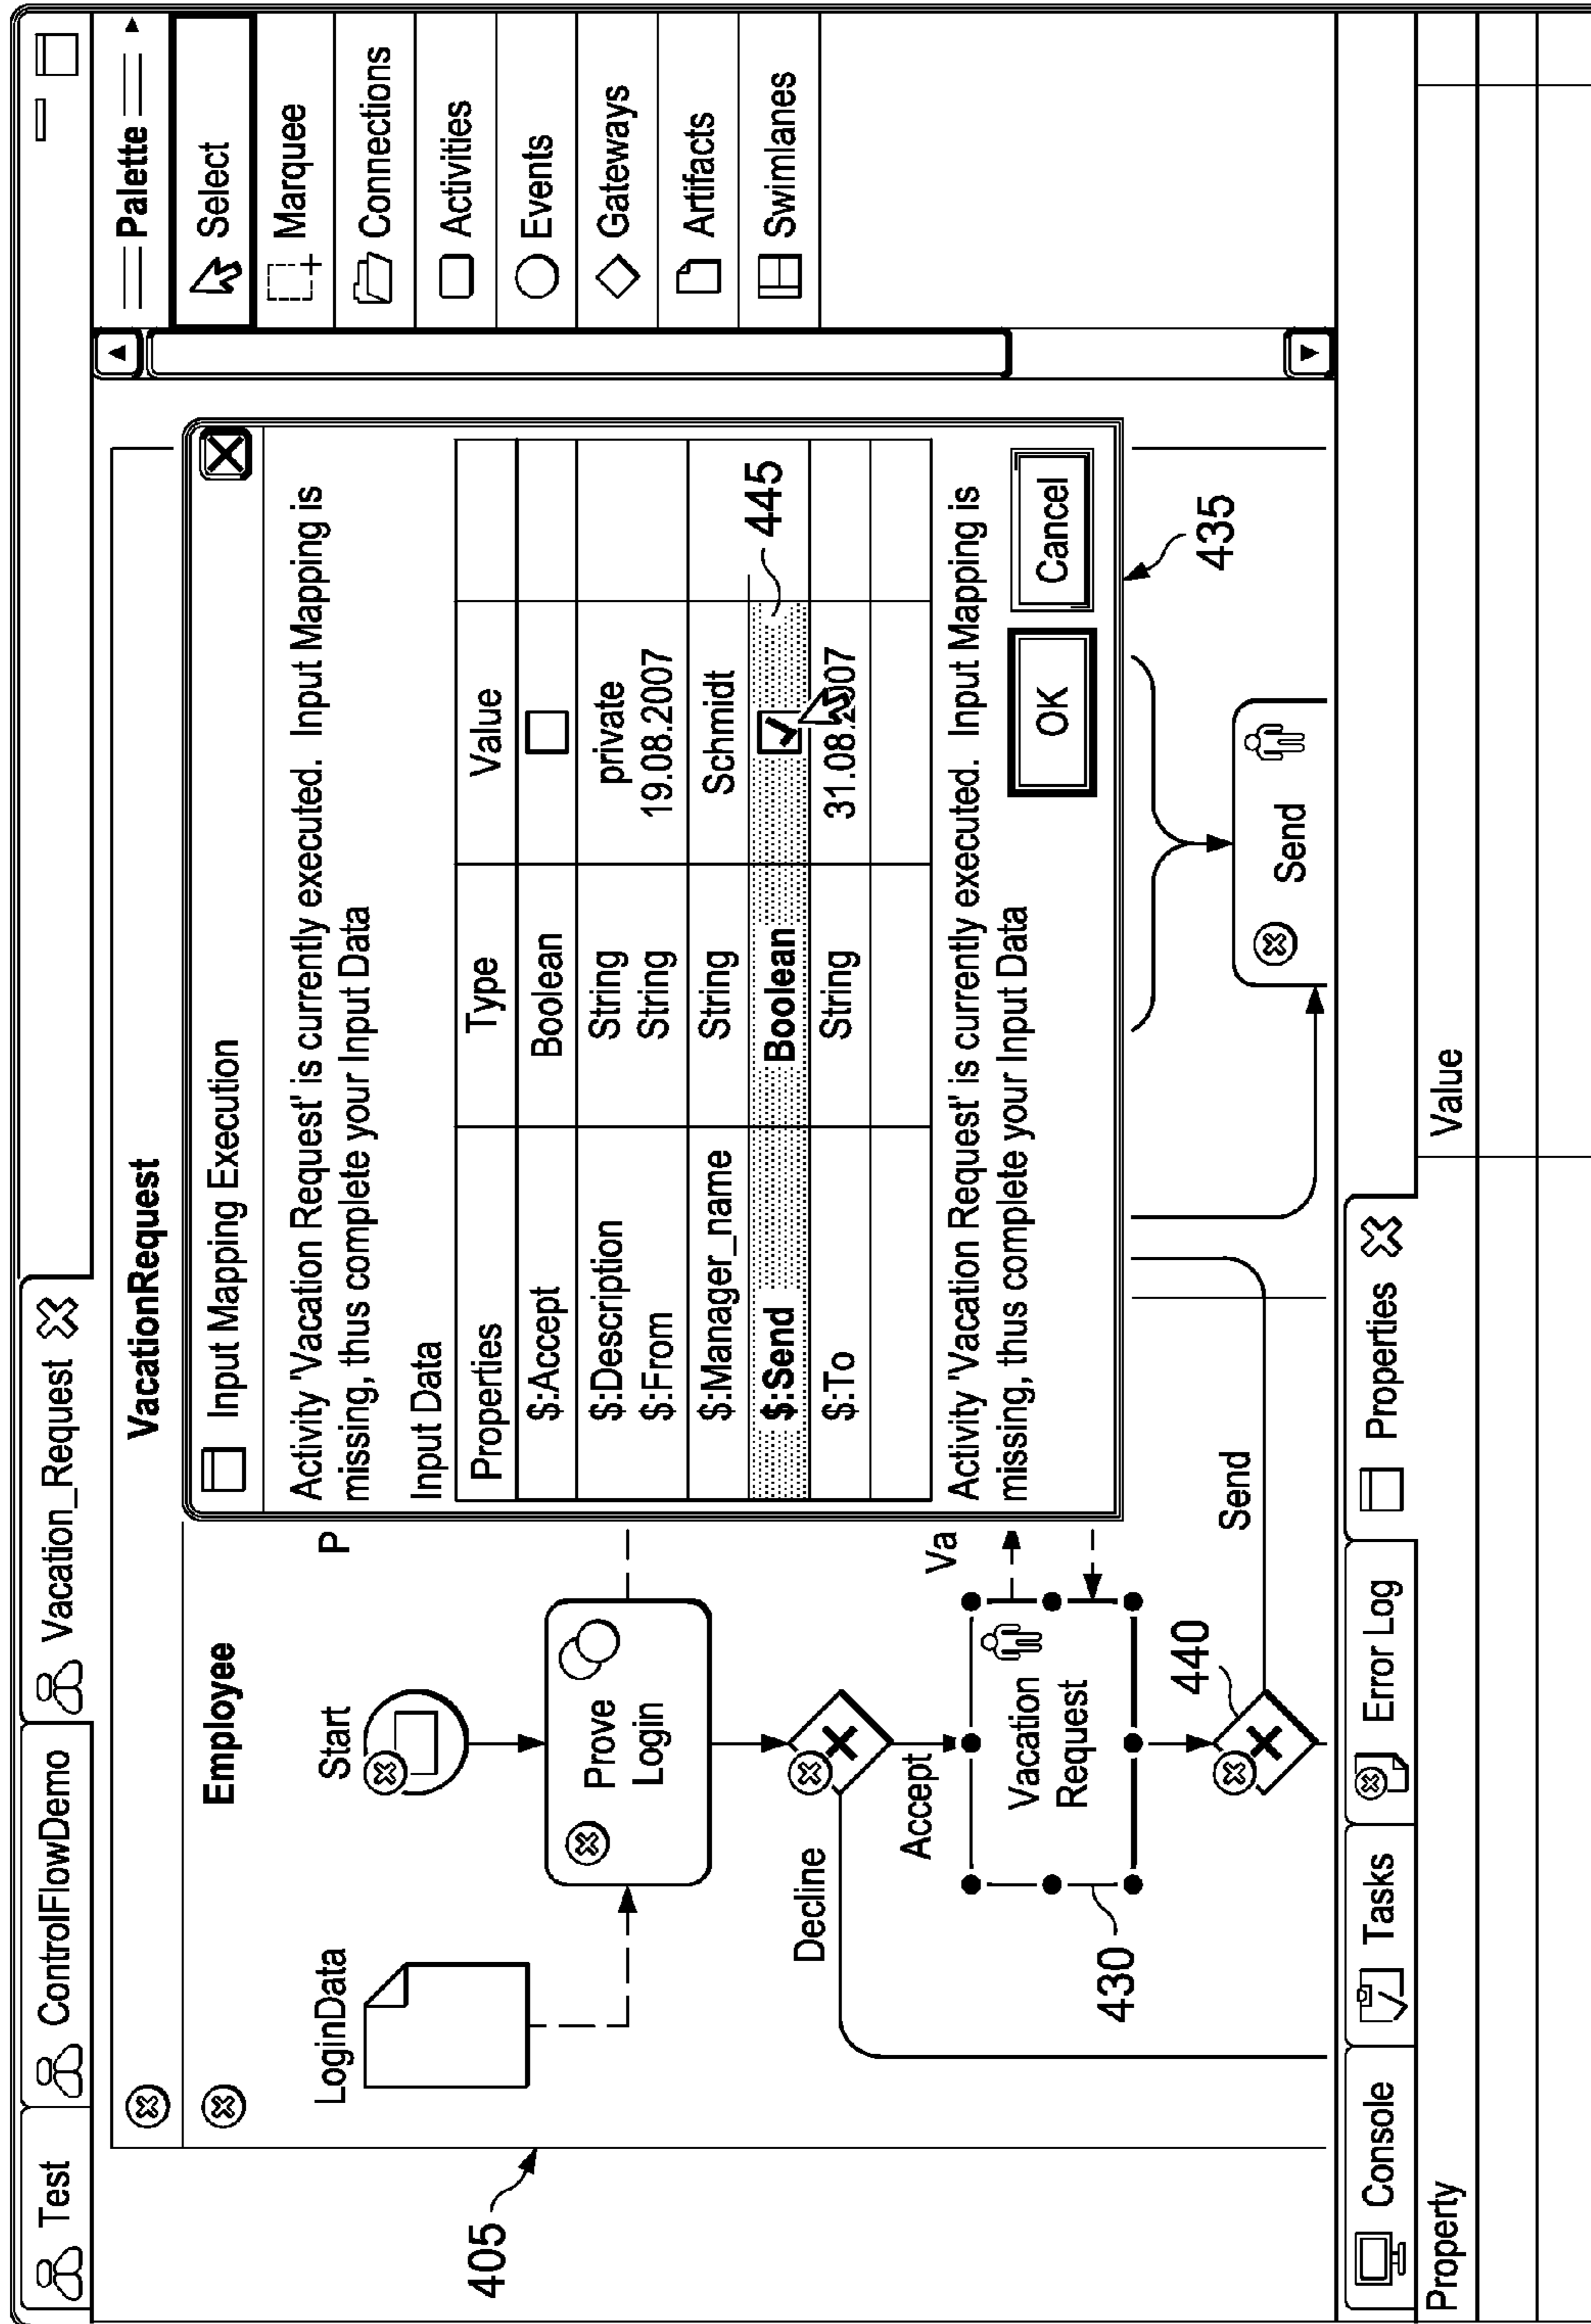 Test
ControlFlowDemo
Vacation_Request
Palette
Select
Marquee
Connections
Activities
Events
Gateways
Artifacts
Swimlanes
VacationRequest
Employee
LoginData
Start
P
Prove
Login
Decline
Accept
Va
Vacation
Request
Send
Send
405
430
440
435
445
Input Mapping Execution
Activity 'Vacation Request' is currently executed. Input Mapping is
missing, thus complete your Input Data
Input Data
Properties Type Value
$:Accept Boolean
$:Description String private
$:From String 19.08.2007
$:Manager_name String Schmidt
$:Send Boolean
$:To String 31.08.2007
Activity 'Vacation Request' is currently executed. Input Mapping is
missing, thus complete your Input Data
OK
Cancel
Console
Tasks
Error Log
Properties
Property
Value